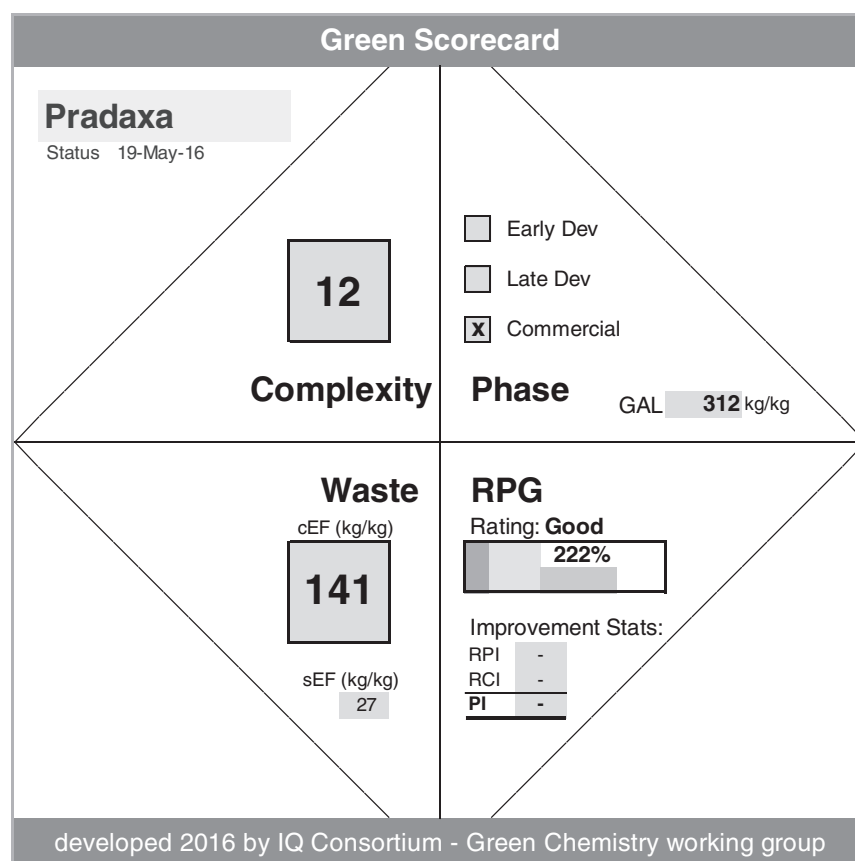 Green Scorecard
Pradaxa
Status 19-May-16
12
Complexity
Early Dev
Late Dev
X Commercial
Phase
GAL 312 kg/kg
Waste
cEF (kg/kg)
141
sEF (kg/kg)
27
RPG
Rating: Good
222%
Improvement Stats:
RPI -
RCI -
PI -
developed 2016 by IQ Consortium - Green Chemistry working group